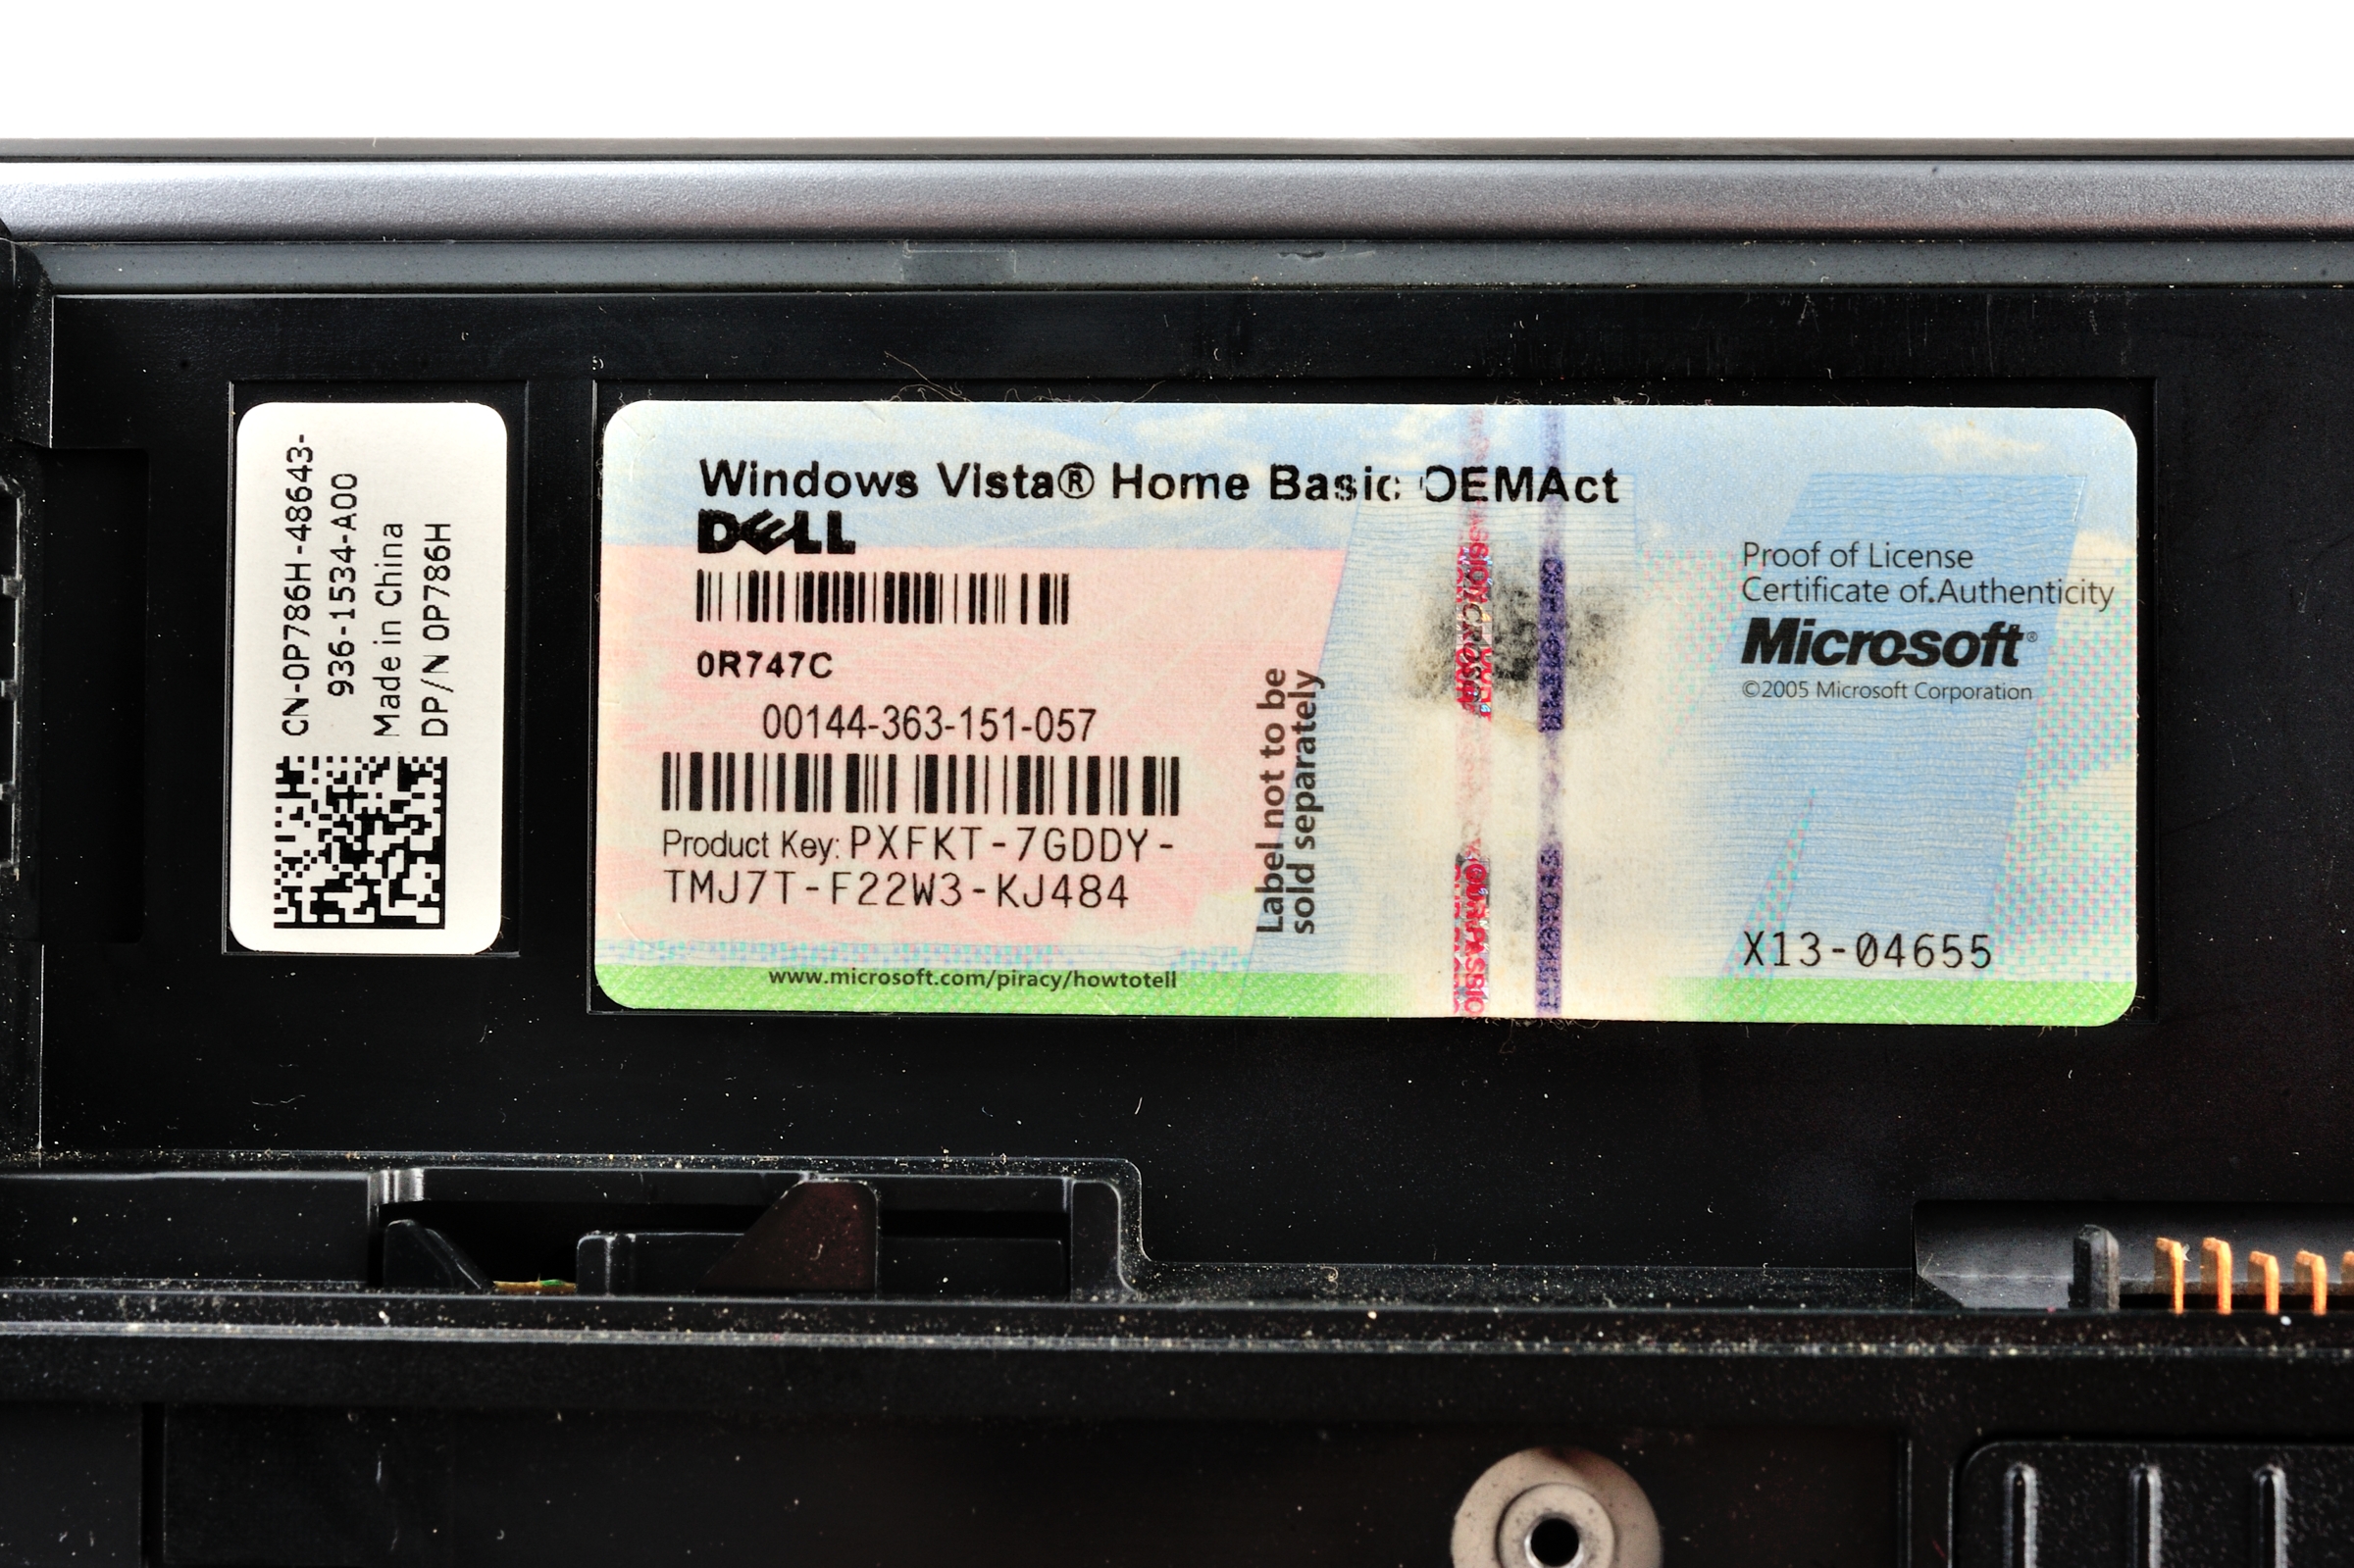 CN-0P786H-48643-
936-1534-A00
Made in China
DP/N 0P786H
Windows Vista® Home Basic OEMAct
DELL
0R747C
00144-363-151-057
Product Key: PXFKT-7GDDY-
TMJ7T-F22W3-KJ484
www.microsoft.com/piracy/howtotell
Label not to be
sold separately
Proof of License
Certificate of Authenticity
Microsoft®
©2005 Microsoft Corporation
X13-04655